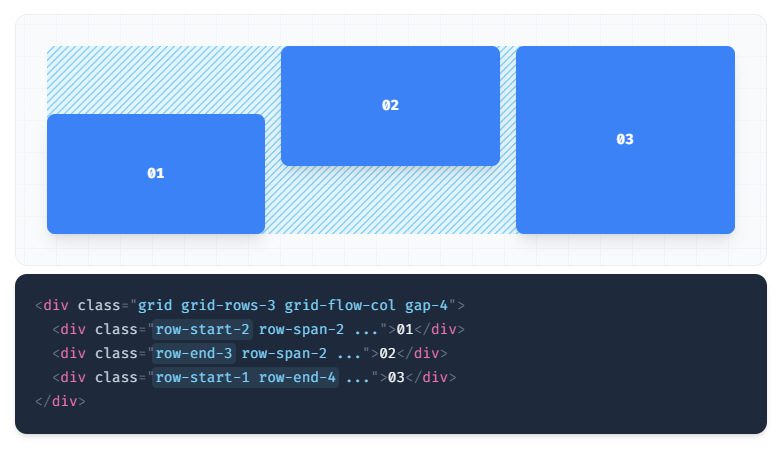 02
03
01
<div class="grid grid-rows-3 grid-flow-col gap-4">
  <div class="row-start-2 row-span-2 ...">01</div>
  <div class="row-end-3 row-span-2 ...">02</div>
  <div class="row-start-1 row-end-4 ...">03</div>
</div>